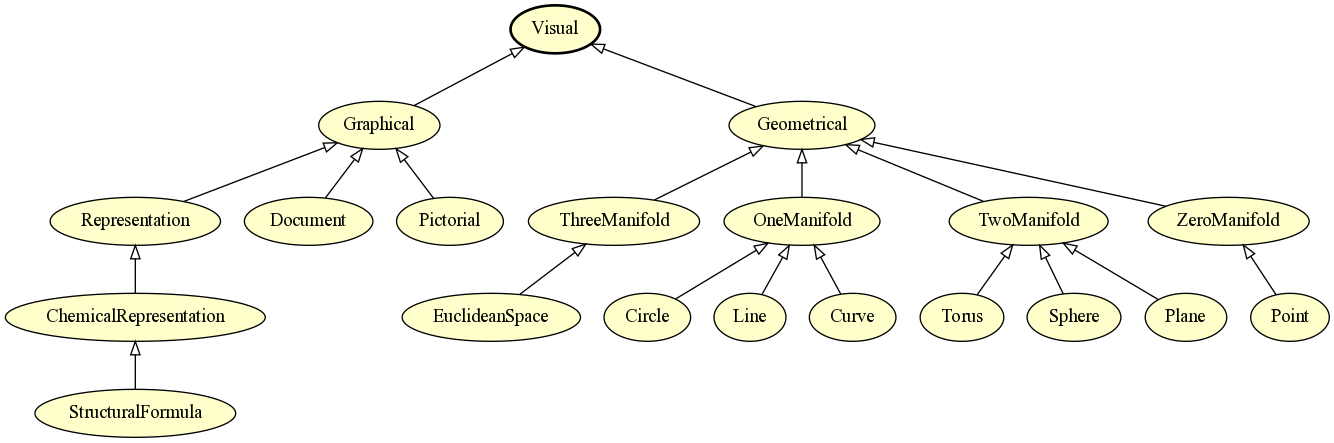 Visual
Graphical
Geometrical
Representation
Document
Pictorial
ThreeManifold
OneManifold
TwoManifold
ZeroManifold
ChemicalRepresentation
EuclideanSpace
Circle
Line
Curve
Torus
Sphere
Plane
Point
StructuralFormula